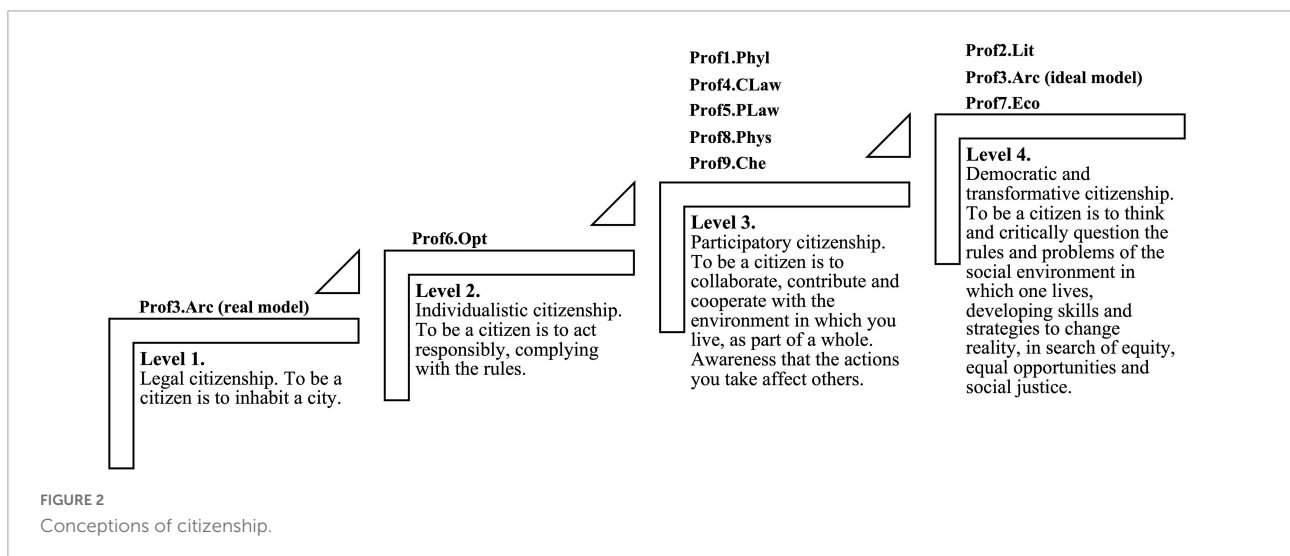 Prof3.Arc (real model)
Level 1.
Legal citizenship. To be a
citizen is to inhabit a city.
Prof6.Opt
Level 2.
Individualistic citizenship.
To be a citizen is to act
responsibly, complying
with the rules.
Prof1.Phyl
Prof4.CLaw
Prof5.PLaw
Prof8.Phys
Prof9.Che
Level 3.
Participatory citizenship.
To be a citizen is to
collaborate, contribute and
cooperate with the
environment in which you
live, as part of a whole.
Awareness that the actions
you take affect others.
Prof2.Lit
Prof3.Arc (ideal model)
Prof7.Eco
Level 4.
Democratic and
transformative citizenship.
To be a citizen is to think
and critically question the
rules and problems of the
social environment in
which one lives,
developing skills and
strategies to change
reality, in search of equity,
equal opportunities and
social justice.
FIGURE 2
Conceptions of citizenship.